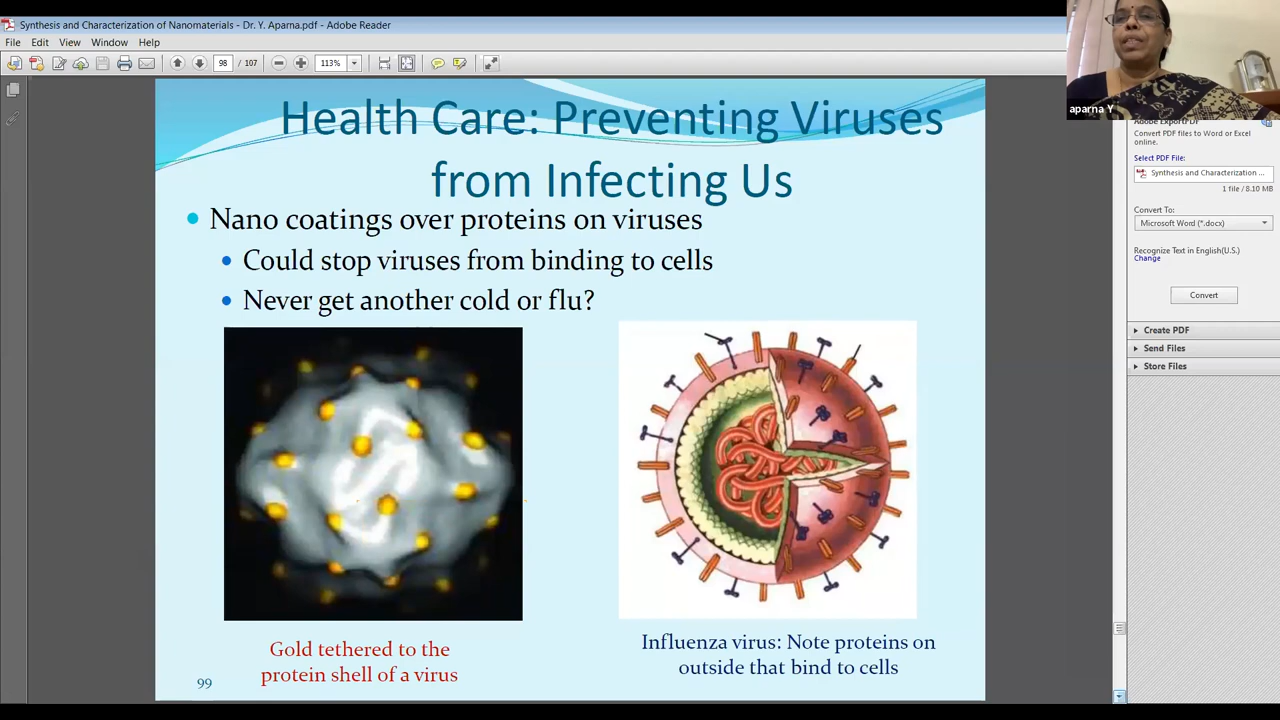 Synthesis and Characterization of Nanomaterials - Dr. Y. Aparna.pdf - Adobe Reader
File Edit View Window Help
98 / 107 113%
aparna Y
Adobe ExportPDF
Convert PDF files to Word or Excel
online.
Select PDF File:
Synthesis and Characterization ...
1 file / 8.10 MB
Convert To:
Microsoft Word (*.docx)
Recognize Text in English(U.S.)
Change
Convert
Create PDF
Send Files
Store Files
Health Care: Preventing Viruses
from Infecting Us
Nano coatings over proteins on viruses
Could stop viruses from binding to cells
Never get another cold or flu?
Gold tethered to the
protein shell of a virus
Influenza virus: Note proteins on
outside that bind to cells
99